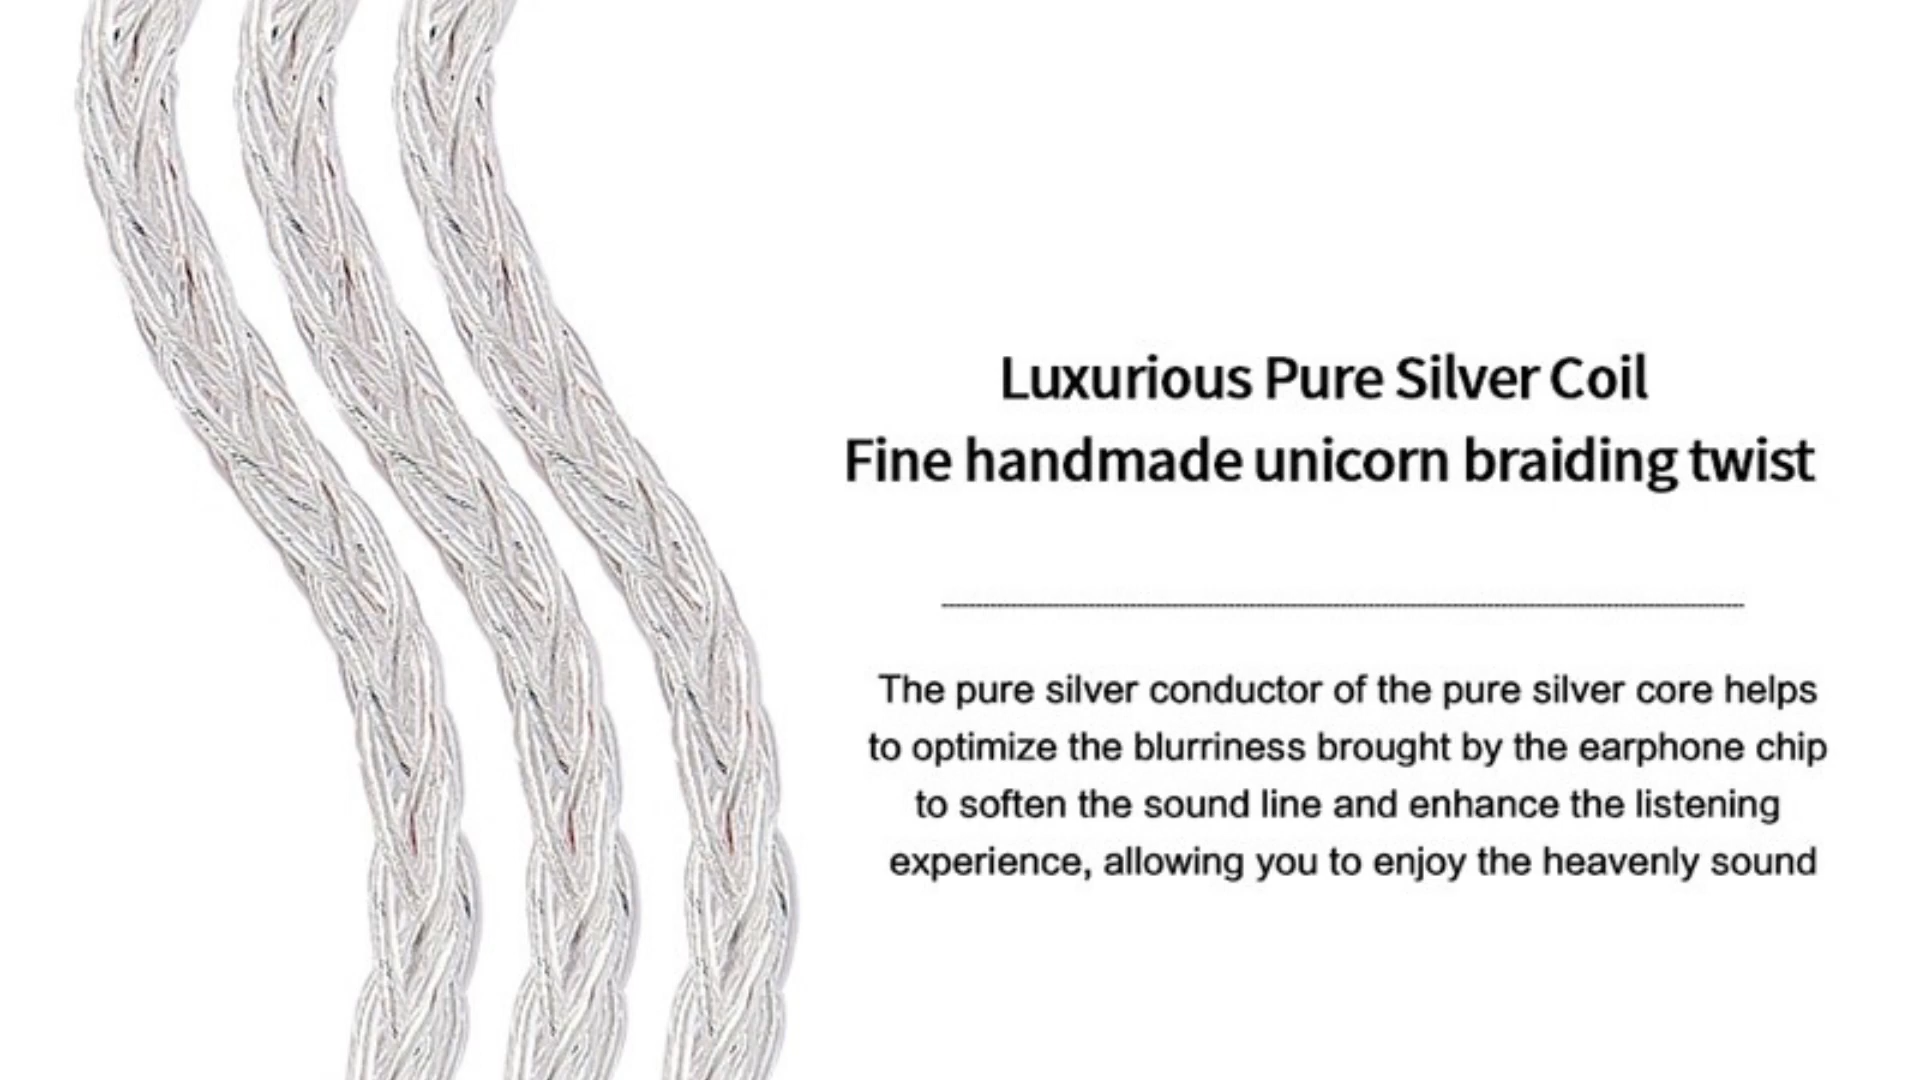 Luxurious Pure Silver Coil
Fine handmade unicorn braiding twist
The pure silver conductor of the pure silver core helps
to optimize the blurriness brought by the earphone chip
to soften the sound line and enhance the listening
experience, allowing you to enjoy the heavenly sound